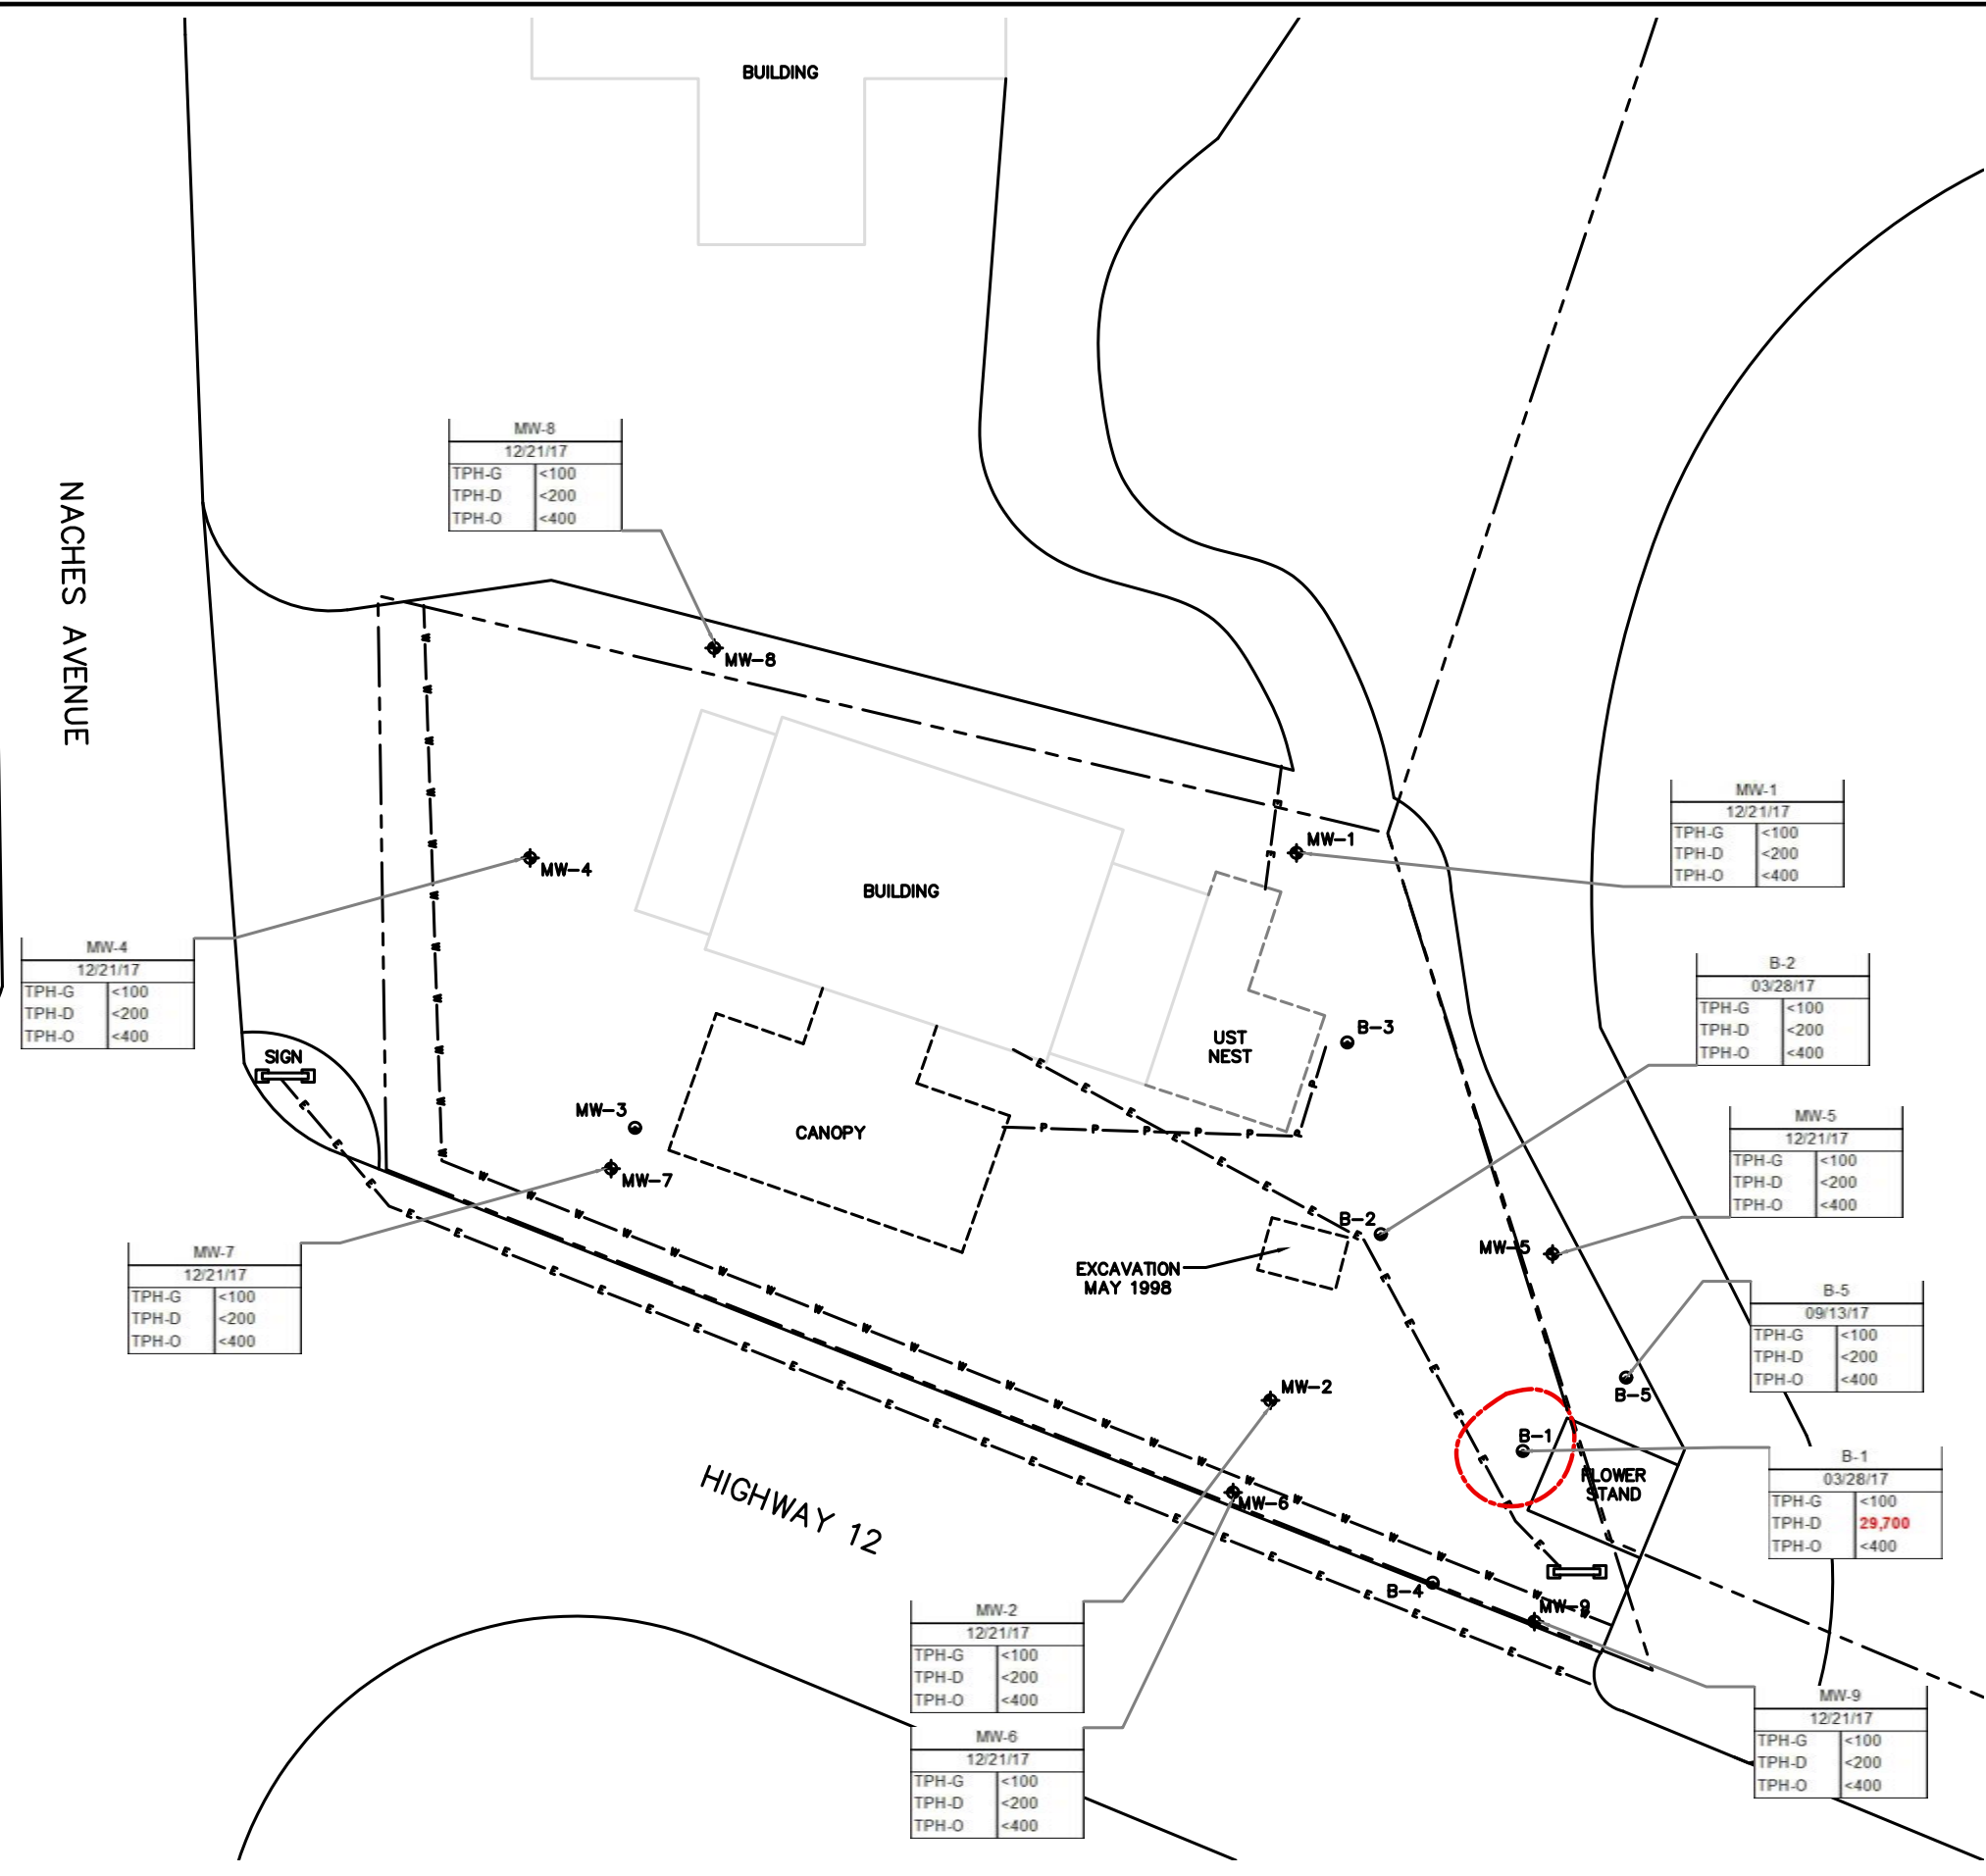 BUILDING
MW-8
12/21/17
TPH-G <100
TPH-D <200
TPH-O <400
NACHES AVENUE
MW-8
MW-1
12/21/17
TPH-G <100
TPH-D <200
TPH-O <400
MW-1
MW-4
BUILDING
MW-4
12/21/17
TPH-G <100
TPH-D <200
TPH-O <400
B-2
03/28/17
TPH-G <100
TPH-D <200
TPH-O <400
SIGN
UST
NEST
B-3
MW-3
CANOPY
MW-5
12/21/17
TPH-G <100
TPH-D <200
TPH-O <400
MW-7
B-2
MW-5
MW-7
12/21/17
TPH-G <100
TPH-D <200
TPH-O <400
EXCAVATION
MAY 1998
B-5
09/13/17
TPH-G <100
TPH-D <200
TPH-O <400
MW-2
B-5
B-1
B-1
03/28/17
TPH-G <100
TPH-D 29,700
TPH-O <400
FLOWER
STAND
HIGHWAY 12
MW-6
B-4
MW-9
MW-2
12/21/17
TPH-G <100
TPH-D <200
TPH-O <400
MW-9
12/21/17
TPH-G <100
TPH-D <200
TPH-O <400
MW-6
12/21/17
TPH-G <100
TPH-D <200
TPH-O <400